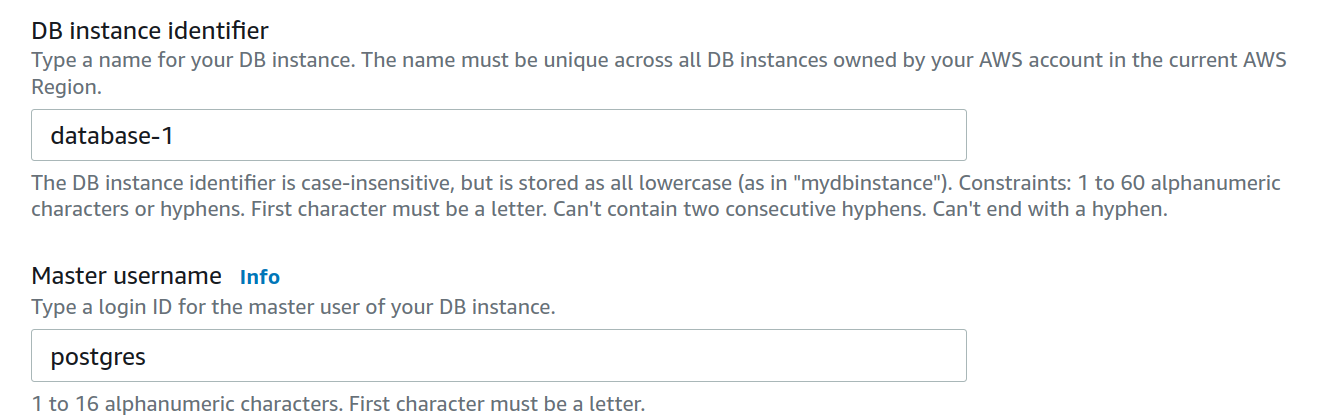 DB instance identifier
Type a name for your DB instance. The name must be unique across all DB instances owned by your AWS account in the current AWS
Region.
database-1
The DB instance identifier is case-insensitive, but is stored as all lowercase (as in "mydbinstance"). Constraints: 1 to 60 alphanumeric
characters or hyphens. First character must be a letter. Can't contain two consecutive hyphens. Can't end with a hyphen.
Master username Info
Type a login ID for the master user of your DB instance.
postgres
1 to 16 alphanumeric characters. First character must be a letter.